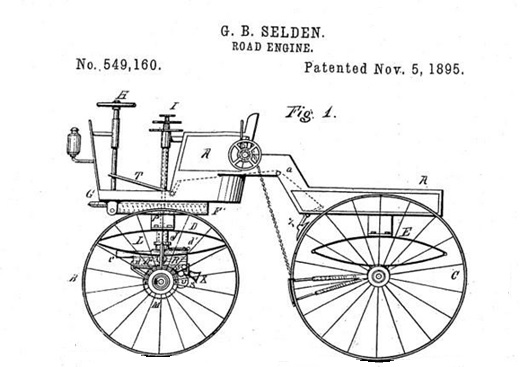 G. B. SELDEN.
ROAD ENGINE.
No. 549,160. Patented Nov. 5, 1895.
Fig. 1.
H I
A
T a
G A
F
D E
L
C
B
M